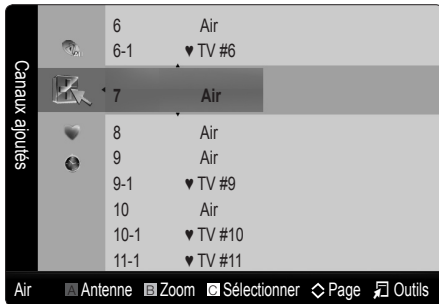 Canaux ajoutés
6 Air
6-1 ♥ TV #6
7 Air
8 Air
9 Air
9-1 ♥ TV #9
10 Air
10-1 ♥ TV #10
11-1 ♥ TV #11
Air A Antenne B Zoom C Sélectionner Page Outils